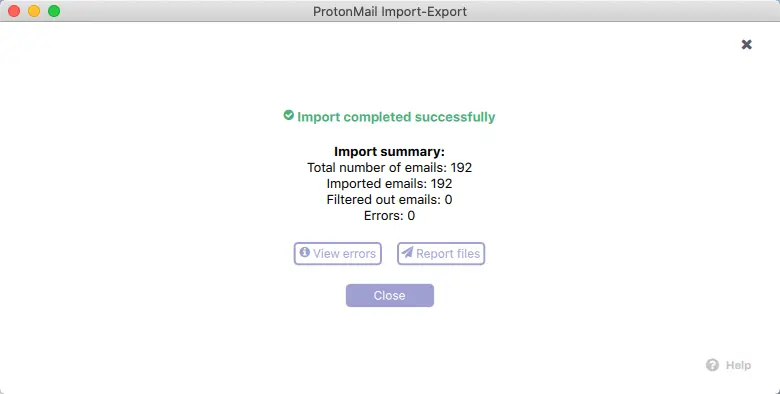 ProtonMail Import-Export
Import completed successfully
Import summary:
Total number of emails: 192
Imported emails: 192
Filtered out emails: 0
Errors: 0
View errors Report files
Close
Help